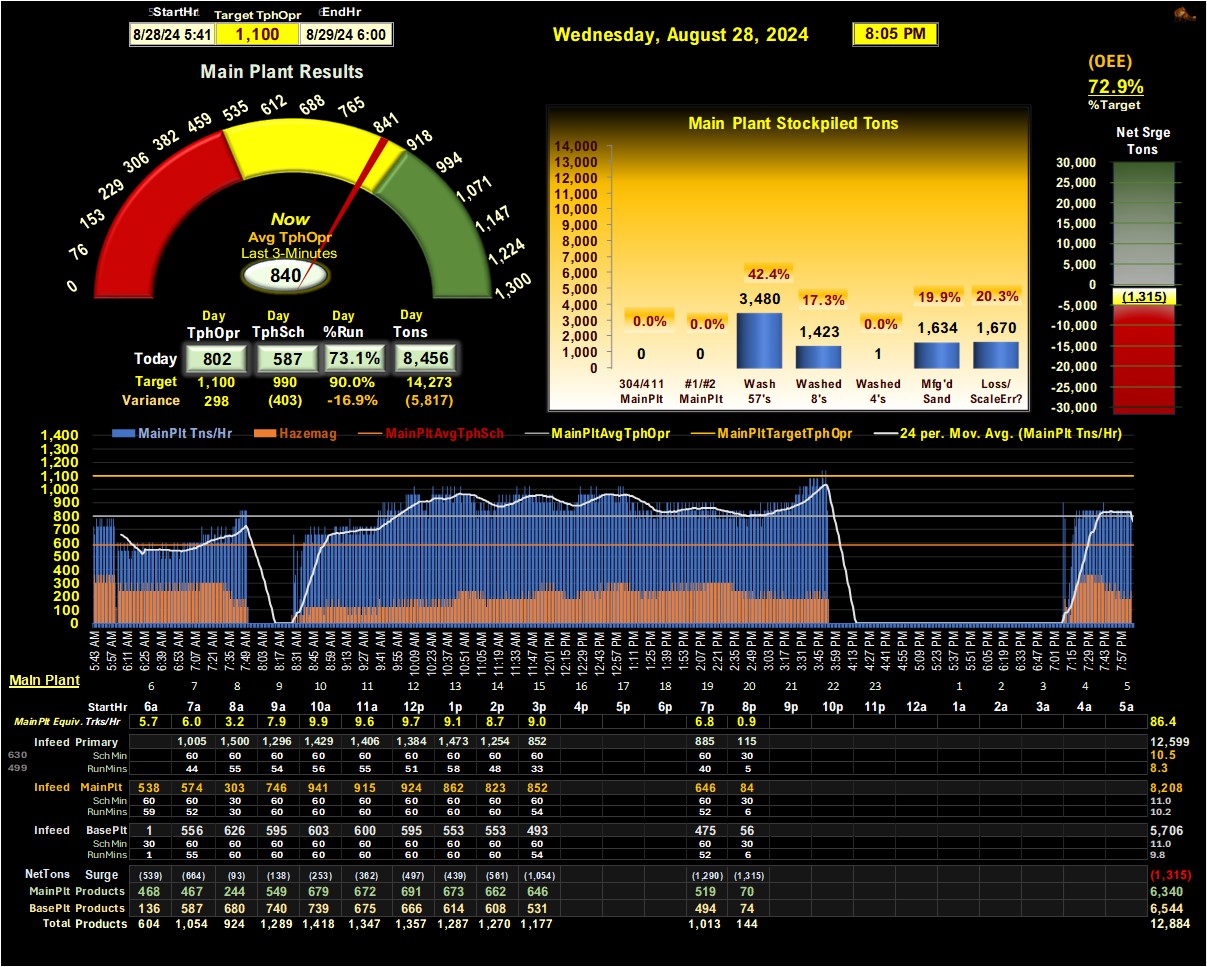 StartHr Target TphOpr EndHr
8/28/24 5:41 1,100 8/29/24 6:00
Wednesday, August 28, 2024 8:05 PM
(OEE)
72.9%
%Target
Main Plant Results
0 76 153 229 306 382 459 535 612 688 765 841 918 994 1,071 1,147 1,224 1,300
Now
Avg TphOpr
Last 3-Minutes
840
Day Day Day Day
TphOpr TphSch %Run Tons
Today 802 587 73.1% 8,456
Target 1,100 990 90.0% 14,273
Variance 298 (403) -16.9% (5,817)
Main Plant Stockpiled Tons
14,000
13,000
12,000
11,000
10,000
9,000
8,000
7,000
6,000
5,000
4,000
3,000
2,000
1,000
0
0.0% 0.0% 42.4% 17.3% 0.0% 19.9% 20.3%
0 0 3,480 1,423 1 1,634 1,670
304/411 #1/#2 Wash Washed Washed Mfg'd Loss/
MainPlt MainPlt 57's 8's 4's Sand ScaleErr?
Net Srge
Tons
30,000
25,000
20,000
15,000
10,000
5,000
0
(1,315)
-5,000
-10,000
-15,000
-20,000
-25,000
-30,000
MainPlt Tns/Hr Hazemag MainPltAvgTphSch MainPltAvgTphOpr MainPltTargetTphOpr 24 per. Mov. Avg. (MainPlt Tns/Hr)
1,400
1,300
1,200
1,100
1,000
900
800
700
600
500
400
300
200
100
0
5:43 AM 5:57 AM 6:11 AM 6:25 AM 6:39 AM 6:53 AM 7:07 AM 7:21 AM 7:35 AM 7:49 AM 8:03 AM 8:17 AM 8:31 AM 8:45 AM 8:59 AM 9:13 AM 9:27 AM 9:41 AM 9:55 AM 10:09 AM 10:23 AM 10:37 AM 10:51 AM 11:05 AM 11:19 AM 11:33 AM 11:47 AM 12:01 PM 12:15 PM 12:29 PM 12:43 PM 12:57 PM 1:11 PM 1:25 PM 1:39 PM 1:53 PM 2:07 PM 2:21 PM 2:35 PM 2:49 PM 3:03 PM 3:17 PM 3:31 PM 3:45 PM 3:59 PM 4:13 PM 4:27 PM 4:41 PM 4:55 PM 5:09 PM 5:23 PM 5:37 PM 5:51 PM 6:05 PM 6:19 PM 6:33 PM 6:47 PM 7:01 PM 7:15 PM 7:29 PM 7:43 PM 7:57 PM
Main Plant
6 7 8 9 10 11 12 13 14 15 16 17 18 19 20 21 22 23 1 2 3 4 5
StartHr 6a 7a 8a 9a 10a 11a 12p 1p 2p 3p 4p 5p 6p 7p 8p 9p 10p 11p 12a 1a 2a 3a 4a 5a
MainPlt Equiv. Trks/Hr 5.7 6.0 3.2 7.9 9.9 9.6 9.7 9.1 8.7 9.0 6.8 0.9 86.4
Infeed Primary 1,005 1,500 1,296 1,429 1,406 1,384 1,473 1,254 852 885 115 12,599
630 SchMin 60 60 60 60 60 60 60 60 60 60 30 10.5
499 RunMins 44 55 54 56 55 51 58 48 33 40 5 8.3
Infeed MainPlt 538 574 303 746 941 915 924 862 823 852 646 84 8,208
SchMin 60 60 30 60 60 60 60 60 60 60 60 30 11.0
RunMins 59 52 30 60 60 60 60 60 60 54 52 6 10.2
Infeed BasePlt 1 556 626 595 603 600 595 553 553 493 475 56 5,706
SchMin 30 60 60 60 60 60 60 60 60 60 60 30 11.0
RunMins 1 55 60 60 60 60 60 60 60 54 52 6 9.8
NetTons Surge (539) (664) (93) (138) (253) (362) (497) (439) (561) (1,054) (1,290) (1,315) (1,315)
MainPlt Products 468 467 244 549 679 672 691 673 662 646 519 70 6,340
BasePlt Products 136 587 680 740 739 675 666 614 608 531 494 74 6,544
Total Products 604 1,054 924 1,289 1,418 1,347 1,357 1,287 1,270 1,177 1,013 144 12,884